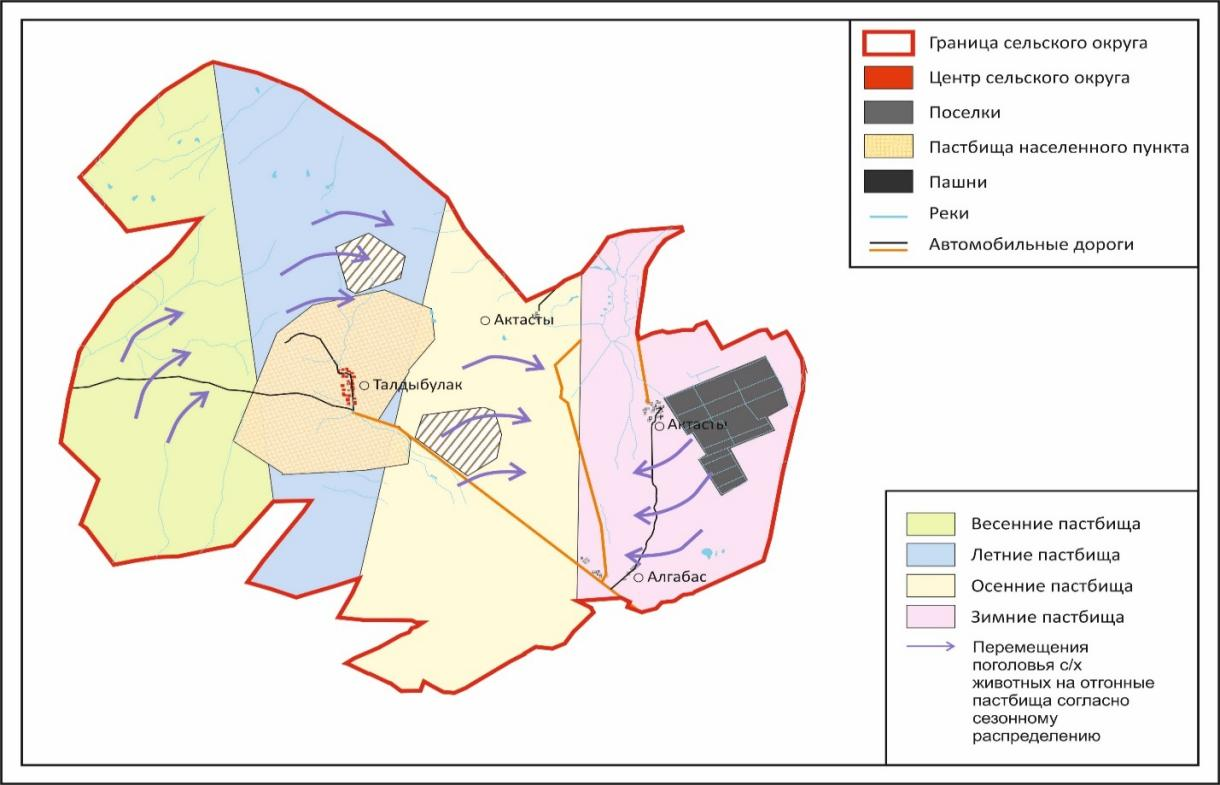 Граница сельского округа
Центр сельского округа
Поселки
Пастбища населенного пункта
Пашни
Реки
Автомобильные дороги
Актасты
Талдыбулак
Актасты
Алгабас
Весенние пастбища
Летние пастбища
Осенние пастбища
Зимние пастбища
Перемещения
поголовья с/х
животных на отгонные
пастбища согласно
сезонному
распределению